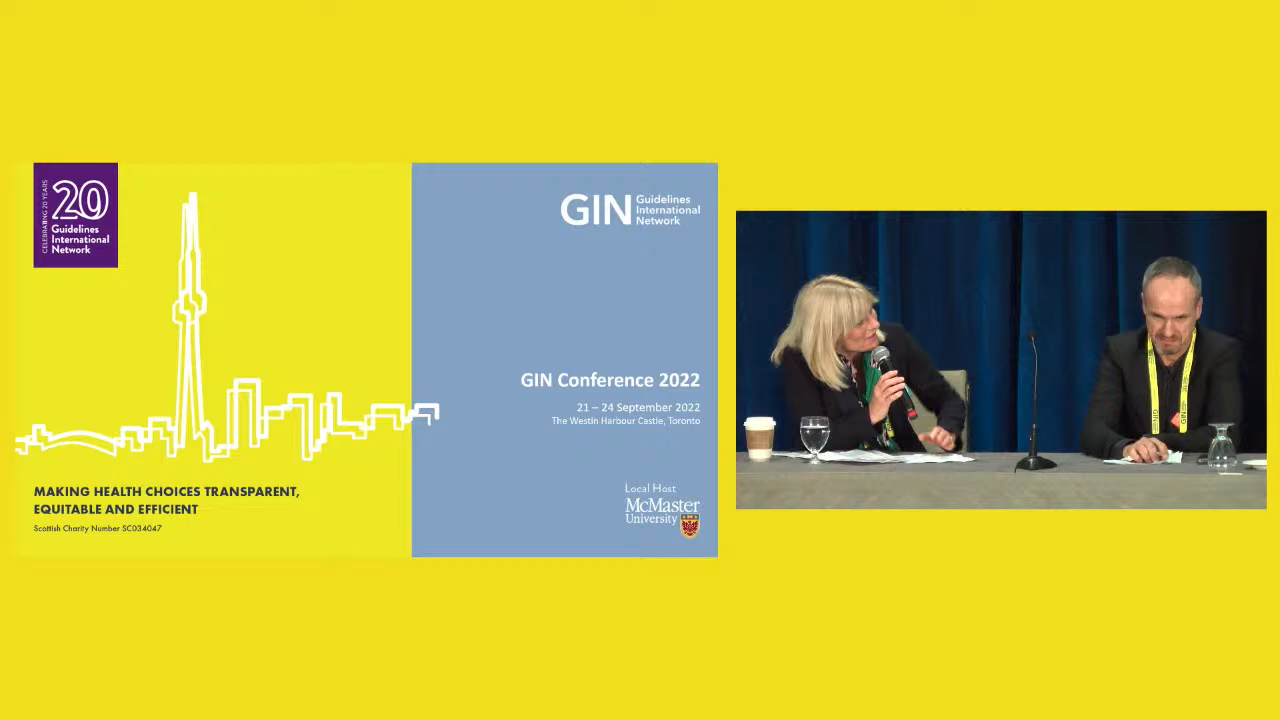 CELEBRATING 20 YEARS
20
Guidelines
International
Network
GIN Guidelines
International
Network
GIN Conference 2022
21 – 24 September 2022
The Westin Harbour Castle, Toronto
Local Host
McMaster
University
MAKING HEALTH CHOICES TRANSPARENT,
EQUITABLE AND EFFICIENT
Scottish Charity Number SC034047
GIN
GIN